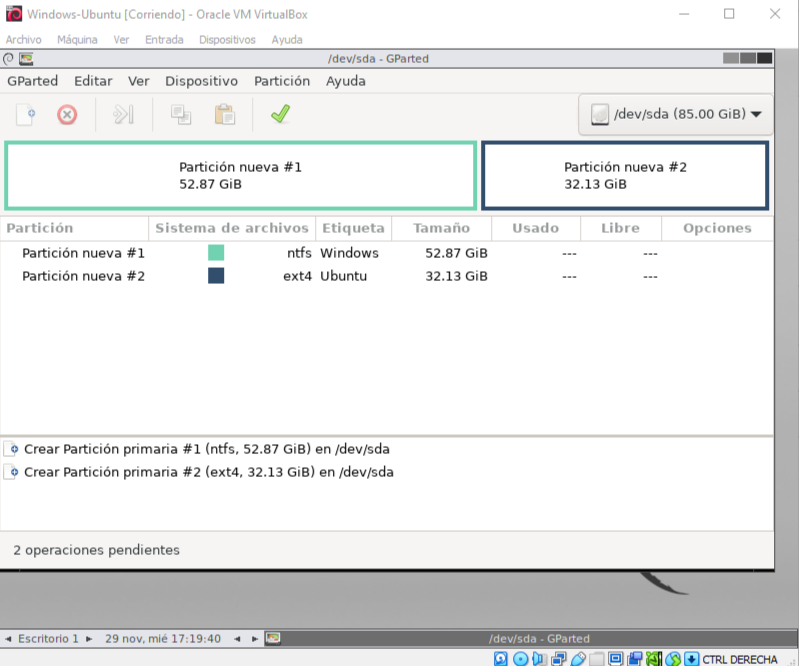 Windows-Ubuntu [Corriendo] - Oracle VM VirtualBox
Archivo Máquina Ver Entrada Dispositivos Ayuda
/dev/sda - GParted
GParted Editar Ver Dispositivo Partición Ayuda
/dev/sda (85.00 GiB)
Partición nueva #1
52.87 GiB
Partición nueva #2
32.13 GiB
Partición Sistema de archivos Etiqueta Tamaño Usado Libre Opciones
Partición nueva #1 ntfs Windows 52.87 GiB --- ---
Partición nueva #2 ext4 Ubuntu 32.13 GiB --- ---
Crear Partición primaria #1 (ntfs, 52.87 GiB) en /dev/sda
Crear Partición primaria #2 (ext4, 32.13 GiB) en /dev/sda
2 operaciones pendientes
Escritorio 1 29 nov, mié 17:19:40 /dev/sda - GParted
CTRL DERECHA